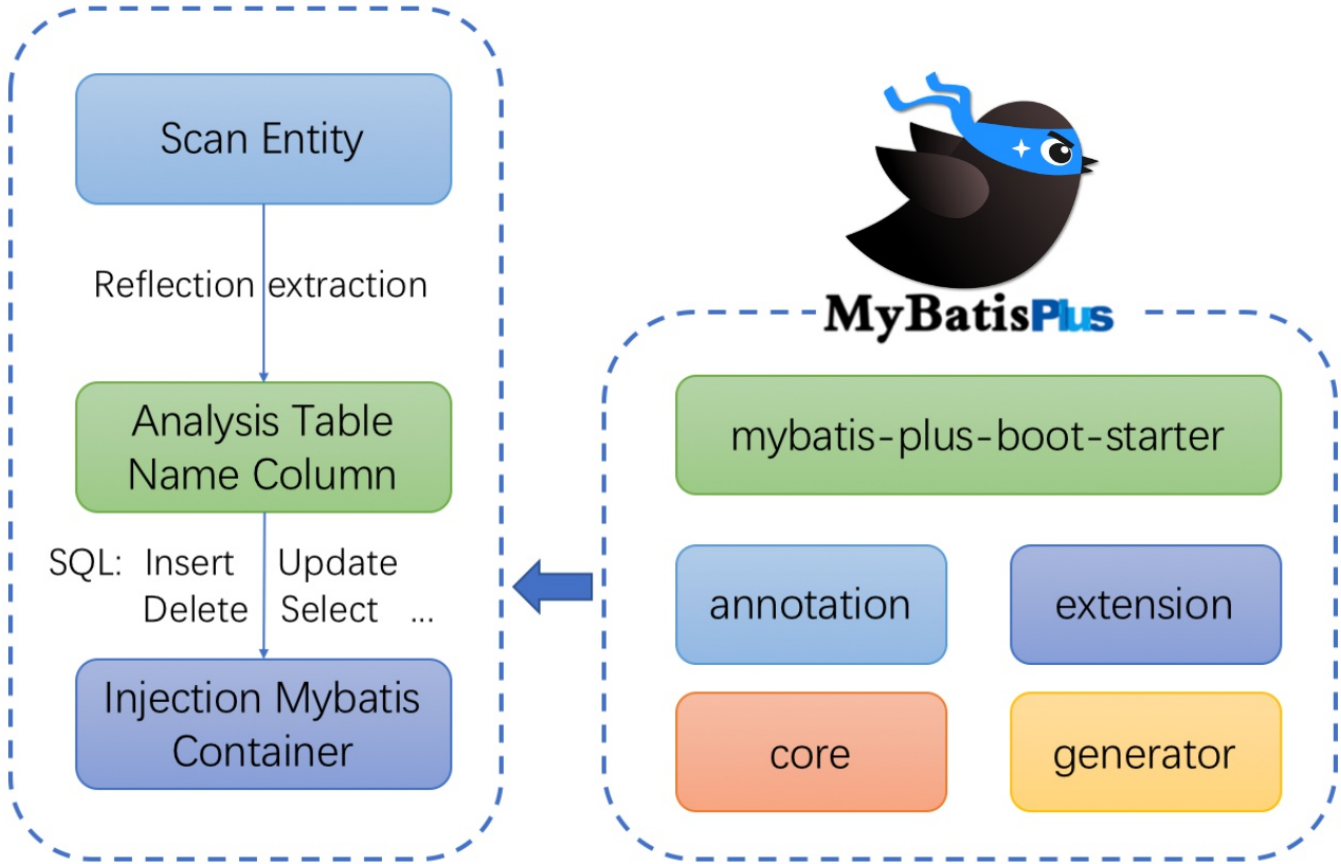 Scan Entity
Reflection extraction
Analysis Table
Name Column
SQL: Insert Update
Delete Select ...
Injection Mybatis
Container
MyBatisPlus
mybatis-plus-boot-starter
annotation
extension
core
generator